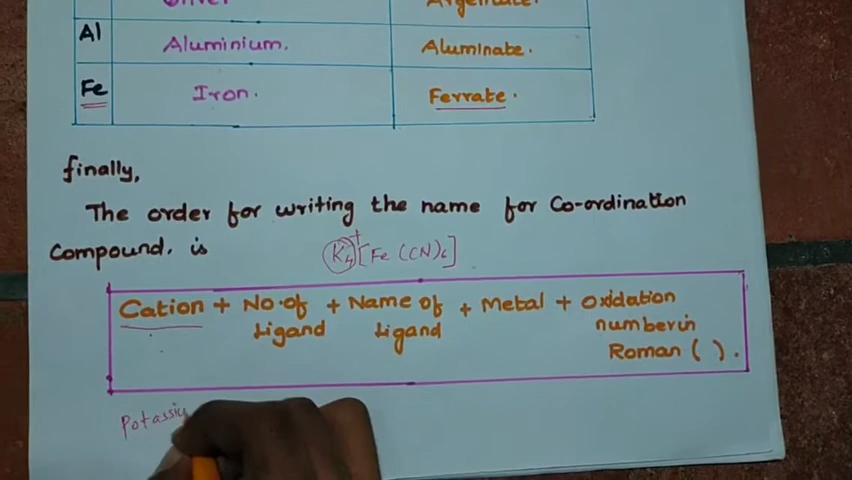 Al Aluminium. Aluminate.
Fe Iron. Ferrate.
finally,
The order for writing the name for Co-ordination
Compound. is
K4+[Fe(CN)6]
Cation + No.of + Name of + Metal + Oxidation
Ligand Ligand number in
Roman ( ).
Potassiu